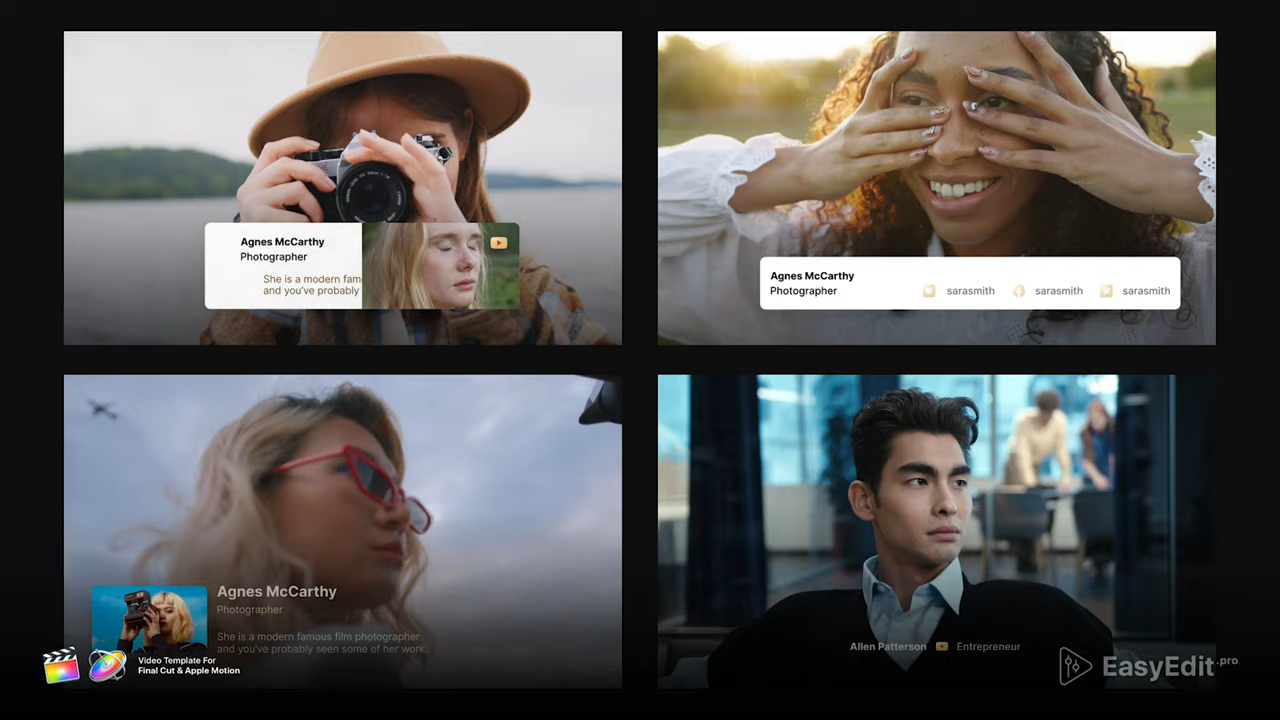 Agnes McCarthy
Photographer
She is a modern fam
and you've probably
Agnes McCarthy
Photographer
sarasmith
sarasmith
sarasmith
Agnes McCarthy
Photographer
She is a modern famous film photographer
and you've probably seen some of her work.
Video Template For
Final Cut & Apple Motion
Allen Patterson
Entrepreneur
EasyEdit.pro